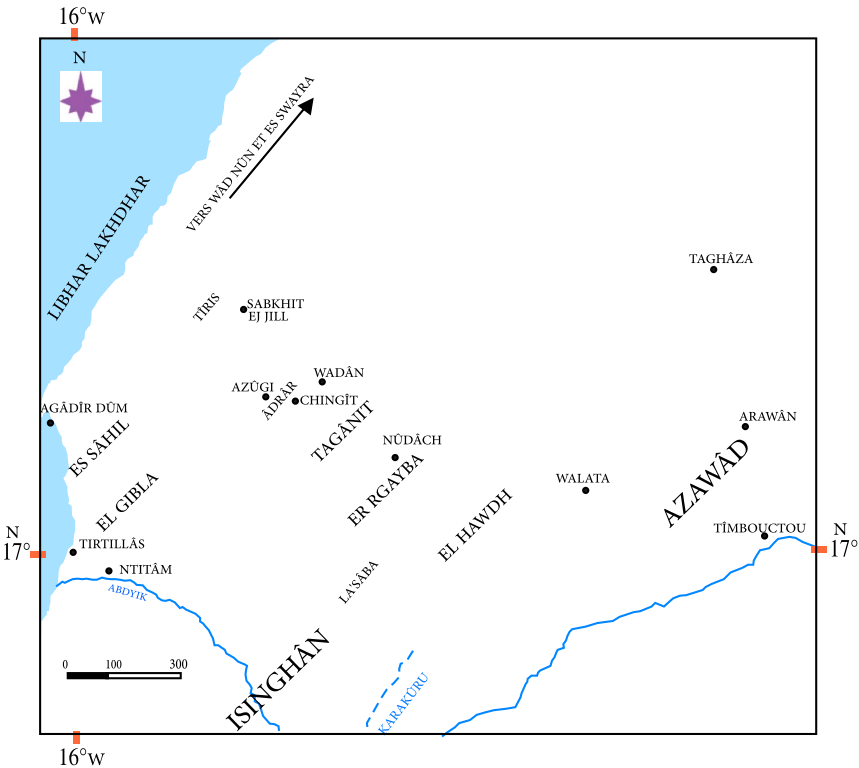 16°w
N
VERS WÂD NÛN ET ES SWAYRA
LIBHAR LAKHDHAR
TAGHÂZA
TÎRIS
SABKHIT
EJ JILL
WADÂN
AZÛGI
ÂDRÂR
CHINGÎT
AGÂDÎR DÛM
TAGÂNIT
ARAWÂN
ES SÂHIL
NÛDÂCH
AZAWÂD
WALATA
EL GIBLA
ER RGAYBA
EL HAWDH
N
17°
TIRTILLÂS
TÎMBOUCTOU
N
17°
NTITÂM
ABDYIK
LA'SÂBA
ISINGHÂN
0 100 300
KARAKÛRU
16°w